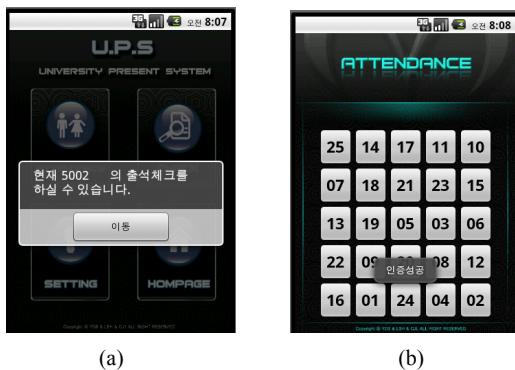 3G 오전 8:07
U.P.S
UNIVERSITY PRESENT SYSTEM
현재 5002 의 출석체크를
하실 수 있습니다.
이동
SETTING HOMPAGE
(a)
3G 오전 8:08
ATTENDANCE
25 14 17 11 10
07 18 21 23 15
13 19 05 03 06
22 09 08 12
인증성공
16 01 24 04 02
(b)